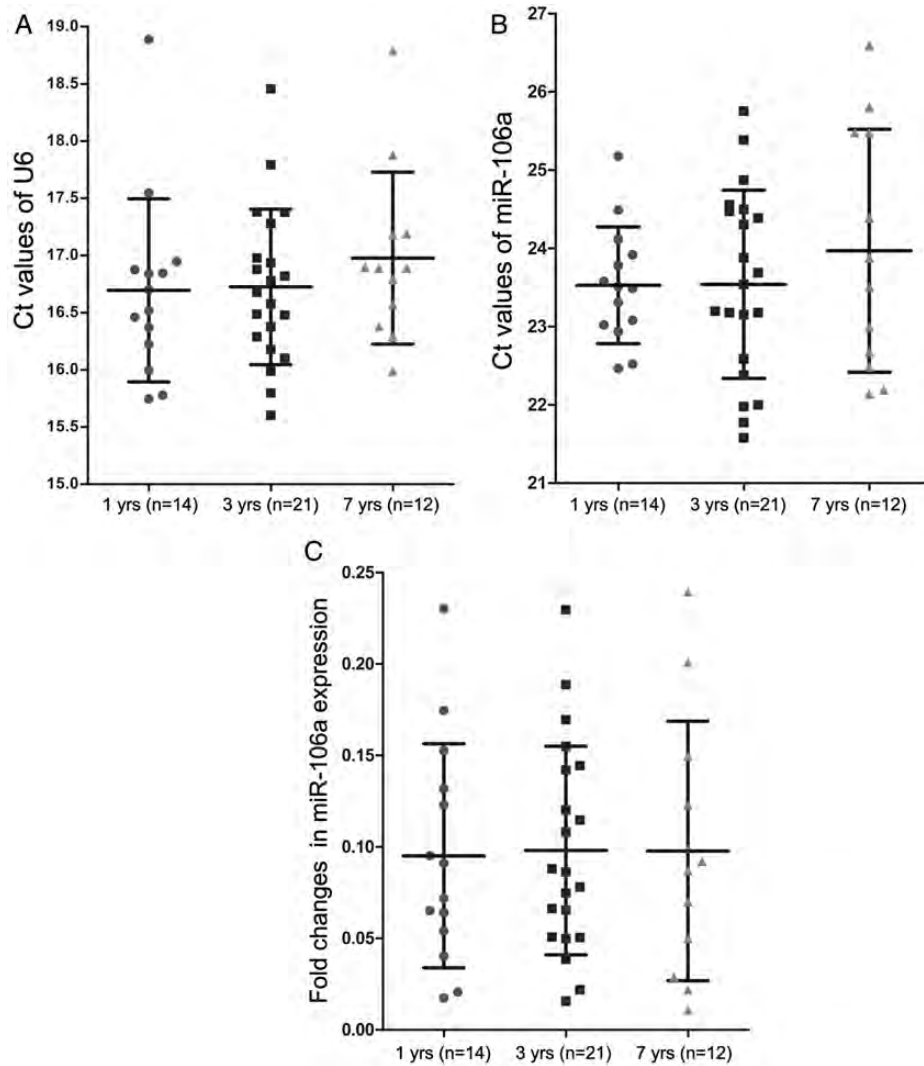 A
Ct values of U6
19.0
18.5
18.0
17.5
17.0
16.5
16.0
15.5
15.0
1 yrs (n=14) 3 yrs (n=21) 7 yrs (n=12)
B
Ct values of miR-106a
27
26
25
24
23
22
21
1 yrs (n=14) 3 yrs (n=21) 7 yrs (n=12)
C
Fold changes in miR-106a expression
0.25
0.20
0.15
0.10
0.05
0.00
1 yrs (n=14) 3 yrs (n=21) 7 yrs (n=12)